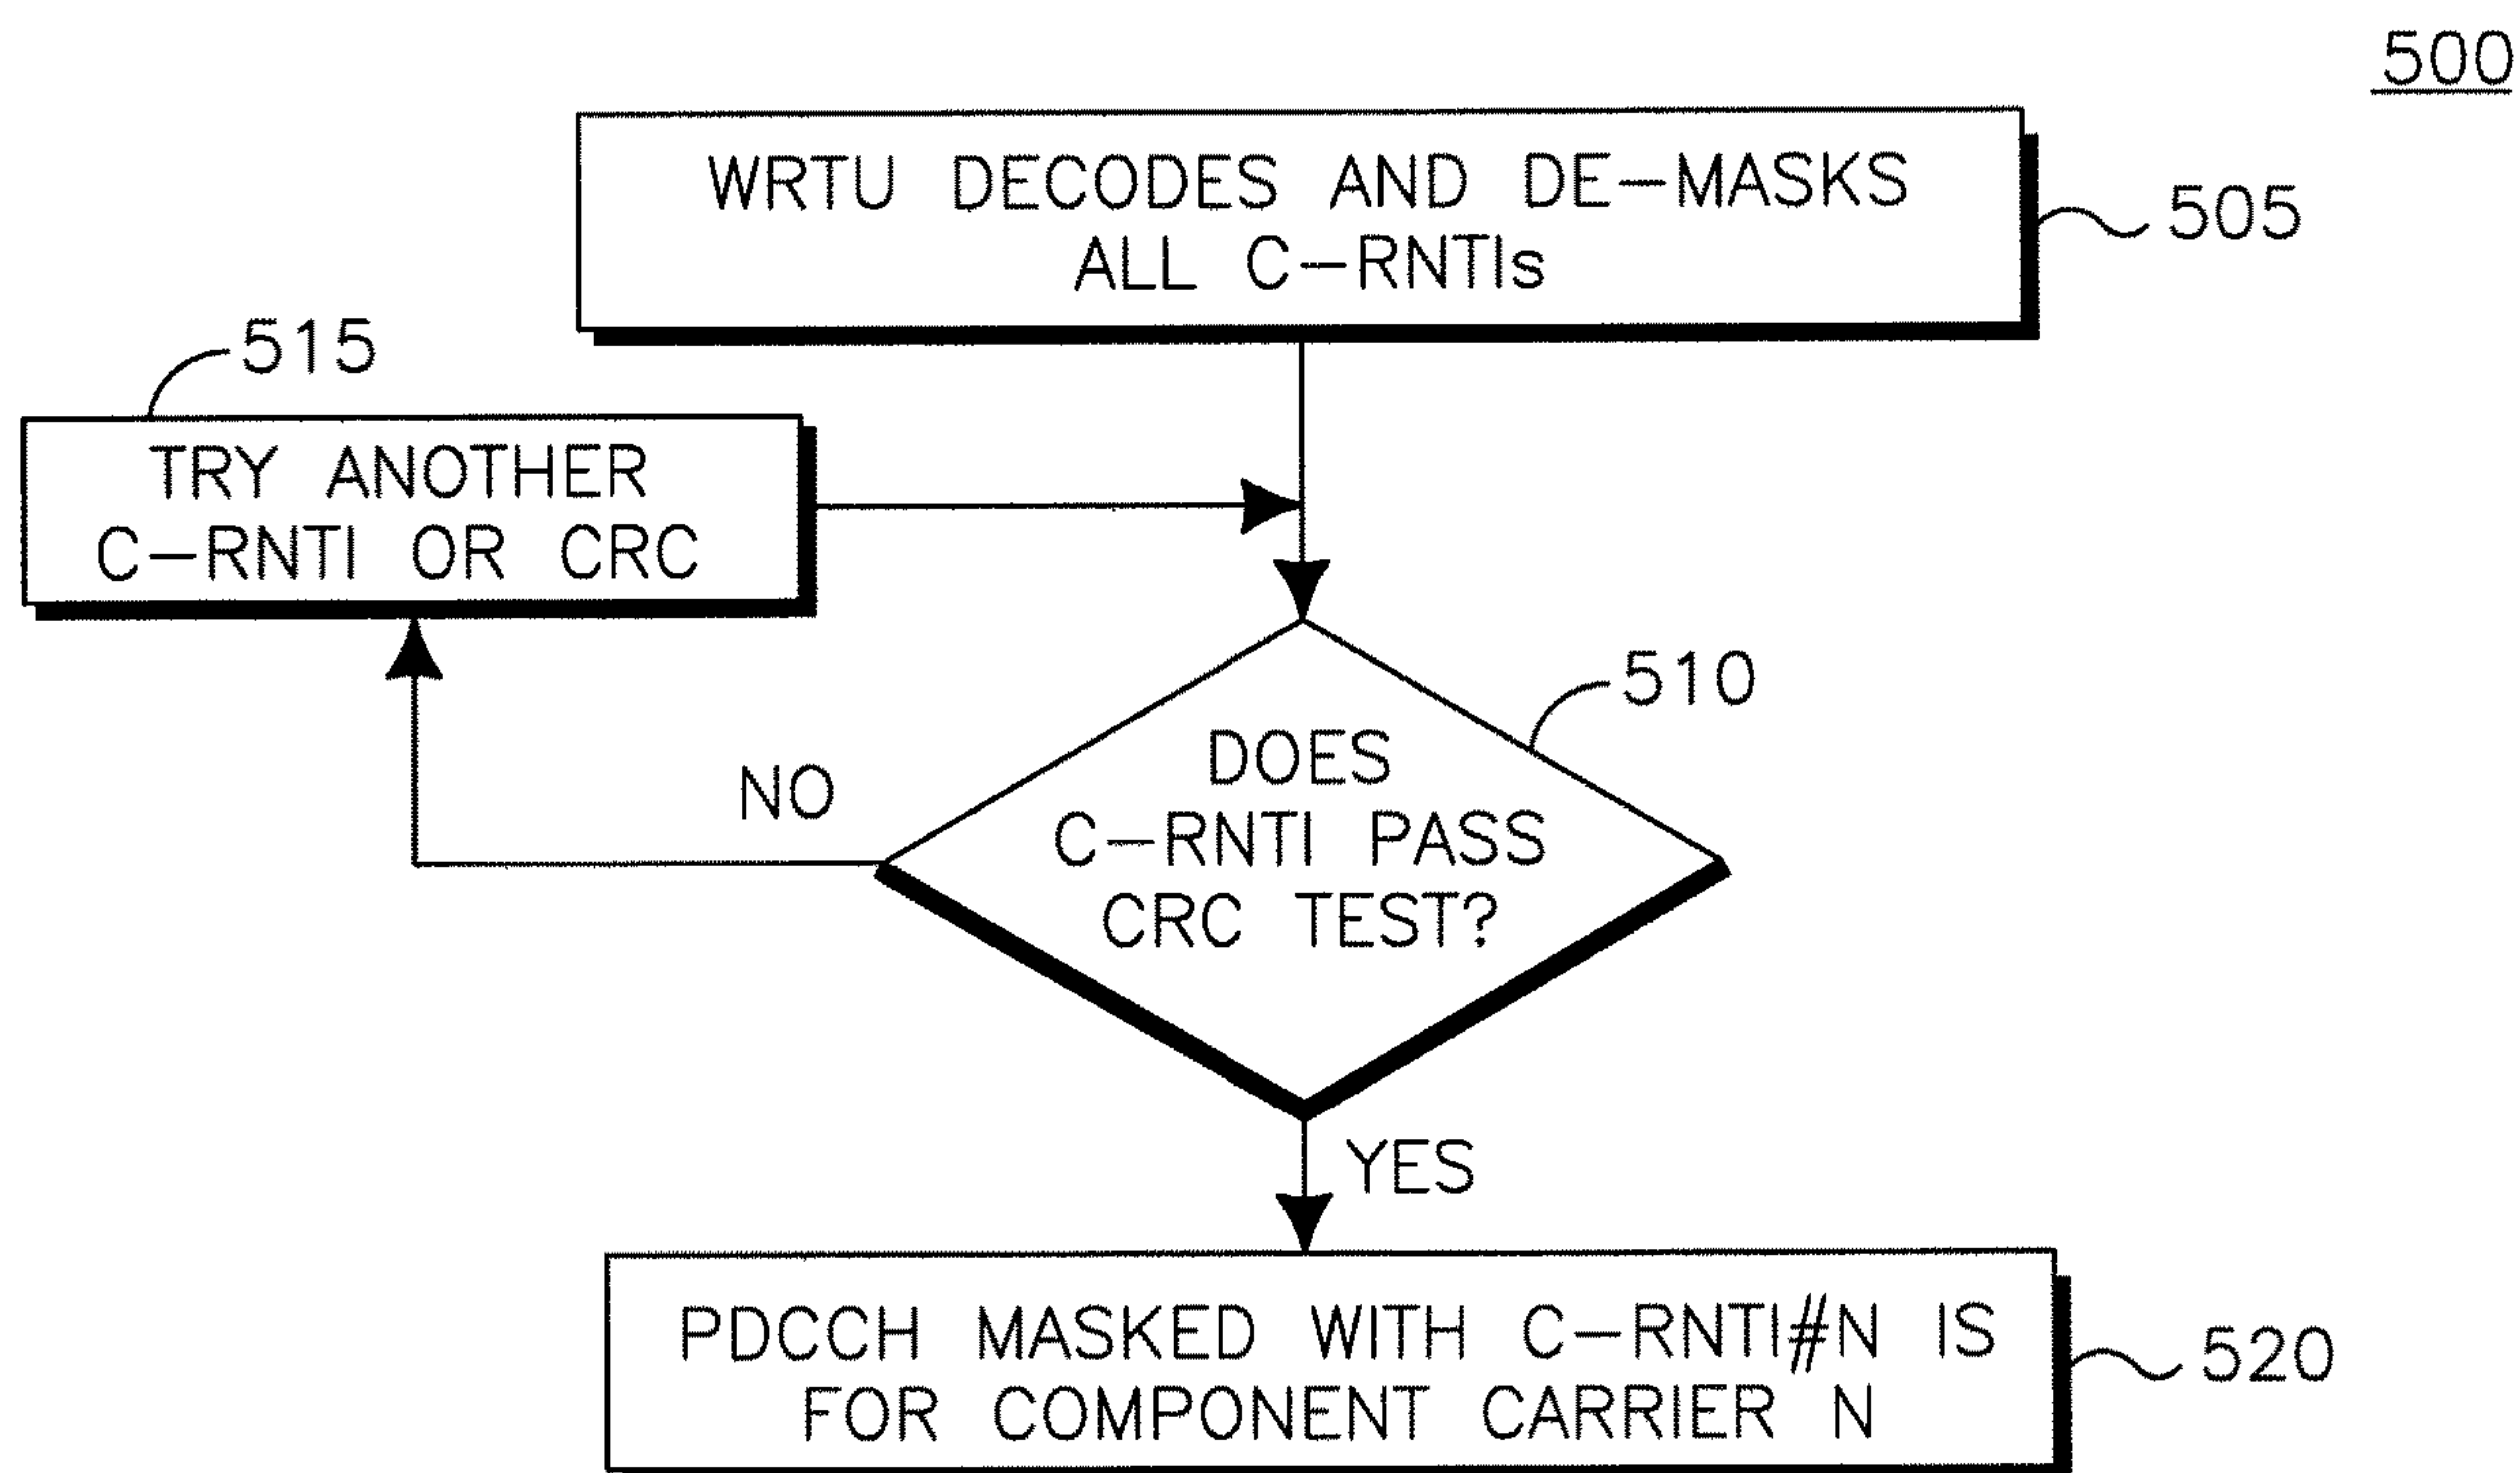 500
WRTU DECODES AND DE-MASKS
ALL C-RNTIs
505
515
TRY ANOTHER
C-RNTI OR CRC
510
DOES
C-RNTI PASS
CRC TEST?
NO
YES
PDCCH MASKED WITH C-RNTI#N IS
FOR COMPONENT CARRIER N
520